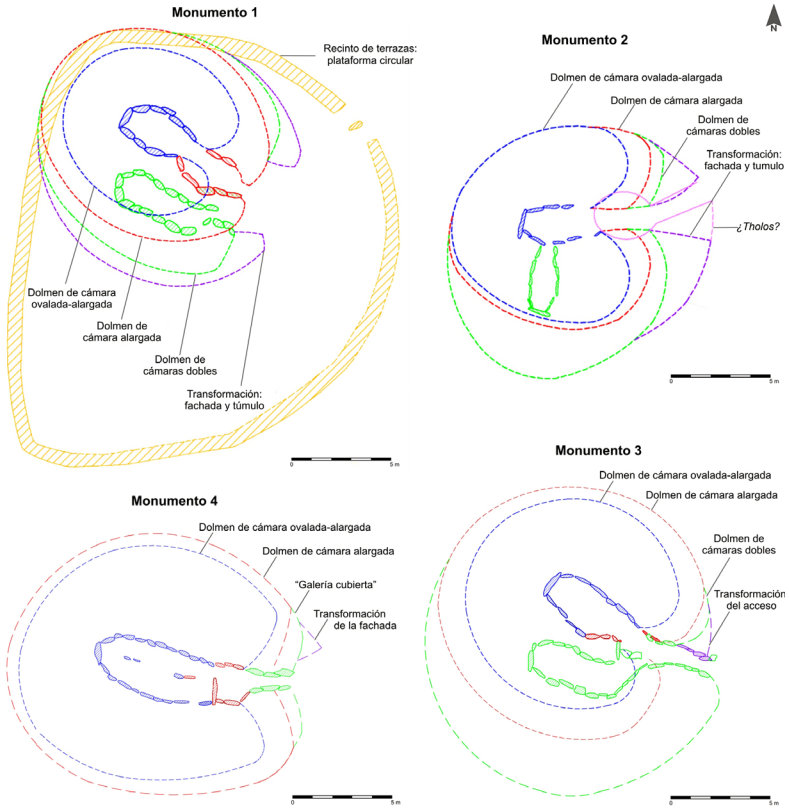 Monumento 1
Recinto de terrazas:
plataforma circular
Dolmen de cámara
ovalada-alargada
Dolmen de
cámara alargada
Dolmen de
cámaras dobles
Transformación:
fachada y túmulo
0
5 m
N
Monumento 2
Dolmen de cámara ovalada-alargada
Dolmen de cámara alargada
Dolmen de
cámaras dobles
Transformación:
fachada y tumulo
¿Tholos?
0
5 m
Monumento 4
Dolmen de cámara ovalada-alargada
Dolmen de cámara alargada
“Galería cubierta”
Transformación
de la fachada
0
5 m
Monumento 3
Dolmen de cámara ovalada-alargada
Dolmen de cámara alargada
Dolmen de
cámaras dobles
Transformación
del acceso
0
5 m